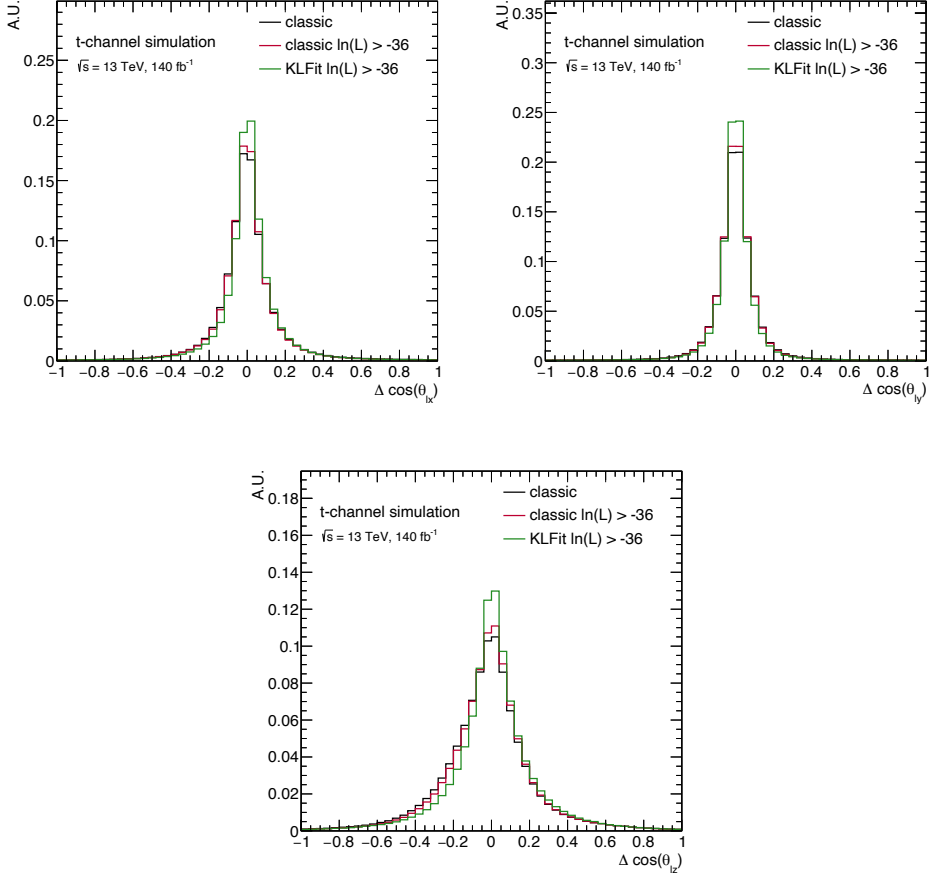 A.U.
0.25
0.2
0.15
0.1
0.05
0
t-channel simulation
√s = 13 TeV, 140 fb⁻¹
classic
classic ln(L) > -36
KLFit ln(L) > -36
−1 −0.8 −0.6 −0.4 −0.2 0 0.2 0.4 0.6 0.8 1
Δ cos(θ_lx)
A.U.
0.35
0.3
0.25
0.2
0.15
0.1
0.05
0
t-channel simulation
√s = 13 TeV, 140 fb⁻¹
classic
classic ln(L) > -36
KLFit ln(L) > -36
−1 −0.8 −0.6 −0.4 −0.2 0 0.2 0.4 0.6 0.8 1
Δ cos(θ_ly)
A.U.
0.18
0.16
0.14
0.12
0.1
0.08
0.06
0.04
0.02
0
t-channel simulation
√s = 13 TeV, 140 fb⁻¹
classic
classic ln(L) > -36
KLFit ln(L) > -36
−1 −0.8 −0.6 −0.4 −0.2 0 0.2 0.4 0.6 0.8 1
Δ cos(θ_lz)